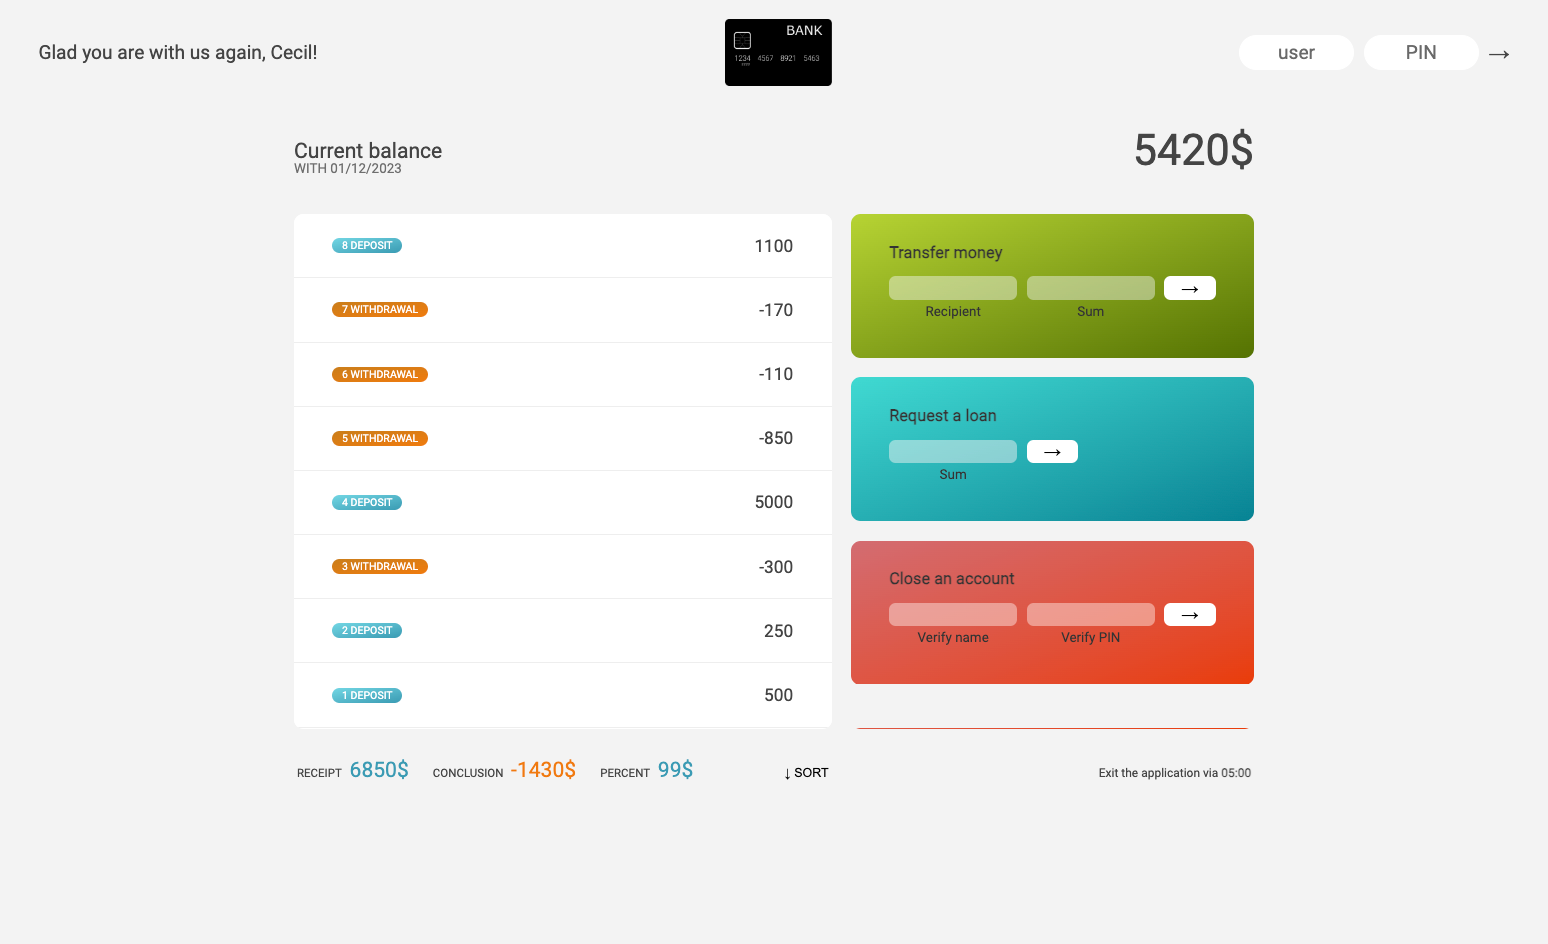 Glad you are with us again, Cecil!
BANK
1234 4567 8921 5463
user
PIN
→
Current balance
WITH 01/12/2023
5420$
8 DEPOSIT 1100
7 WITHDRAWAL -170
6 WITHDRAWAL -110
5 WITHDRAWAL -850
4 DEPOSIT 5000
3 WITHDRAWAL -300
2 DEPOSIT 250
1 DEPOSIT 500
Transfer money
→
Recipient Sum
Request a loan
→
Sum
Close an account
→
Verify name Verify PIN
RECEIPT 6850$ CONCLUSION -1430$ PERCENT 99$ ↓ SORT
Exit the application via 05:00